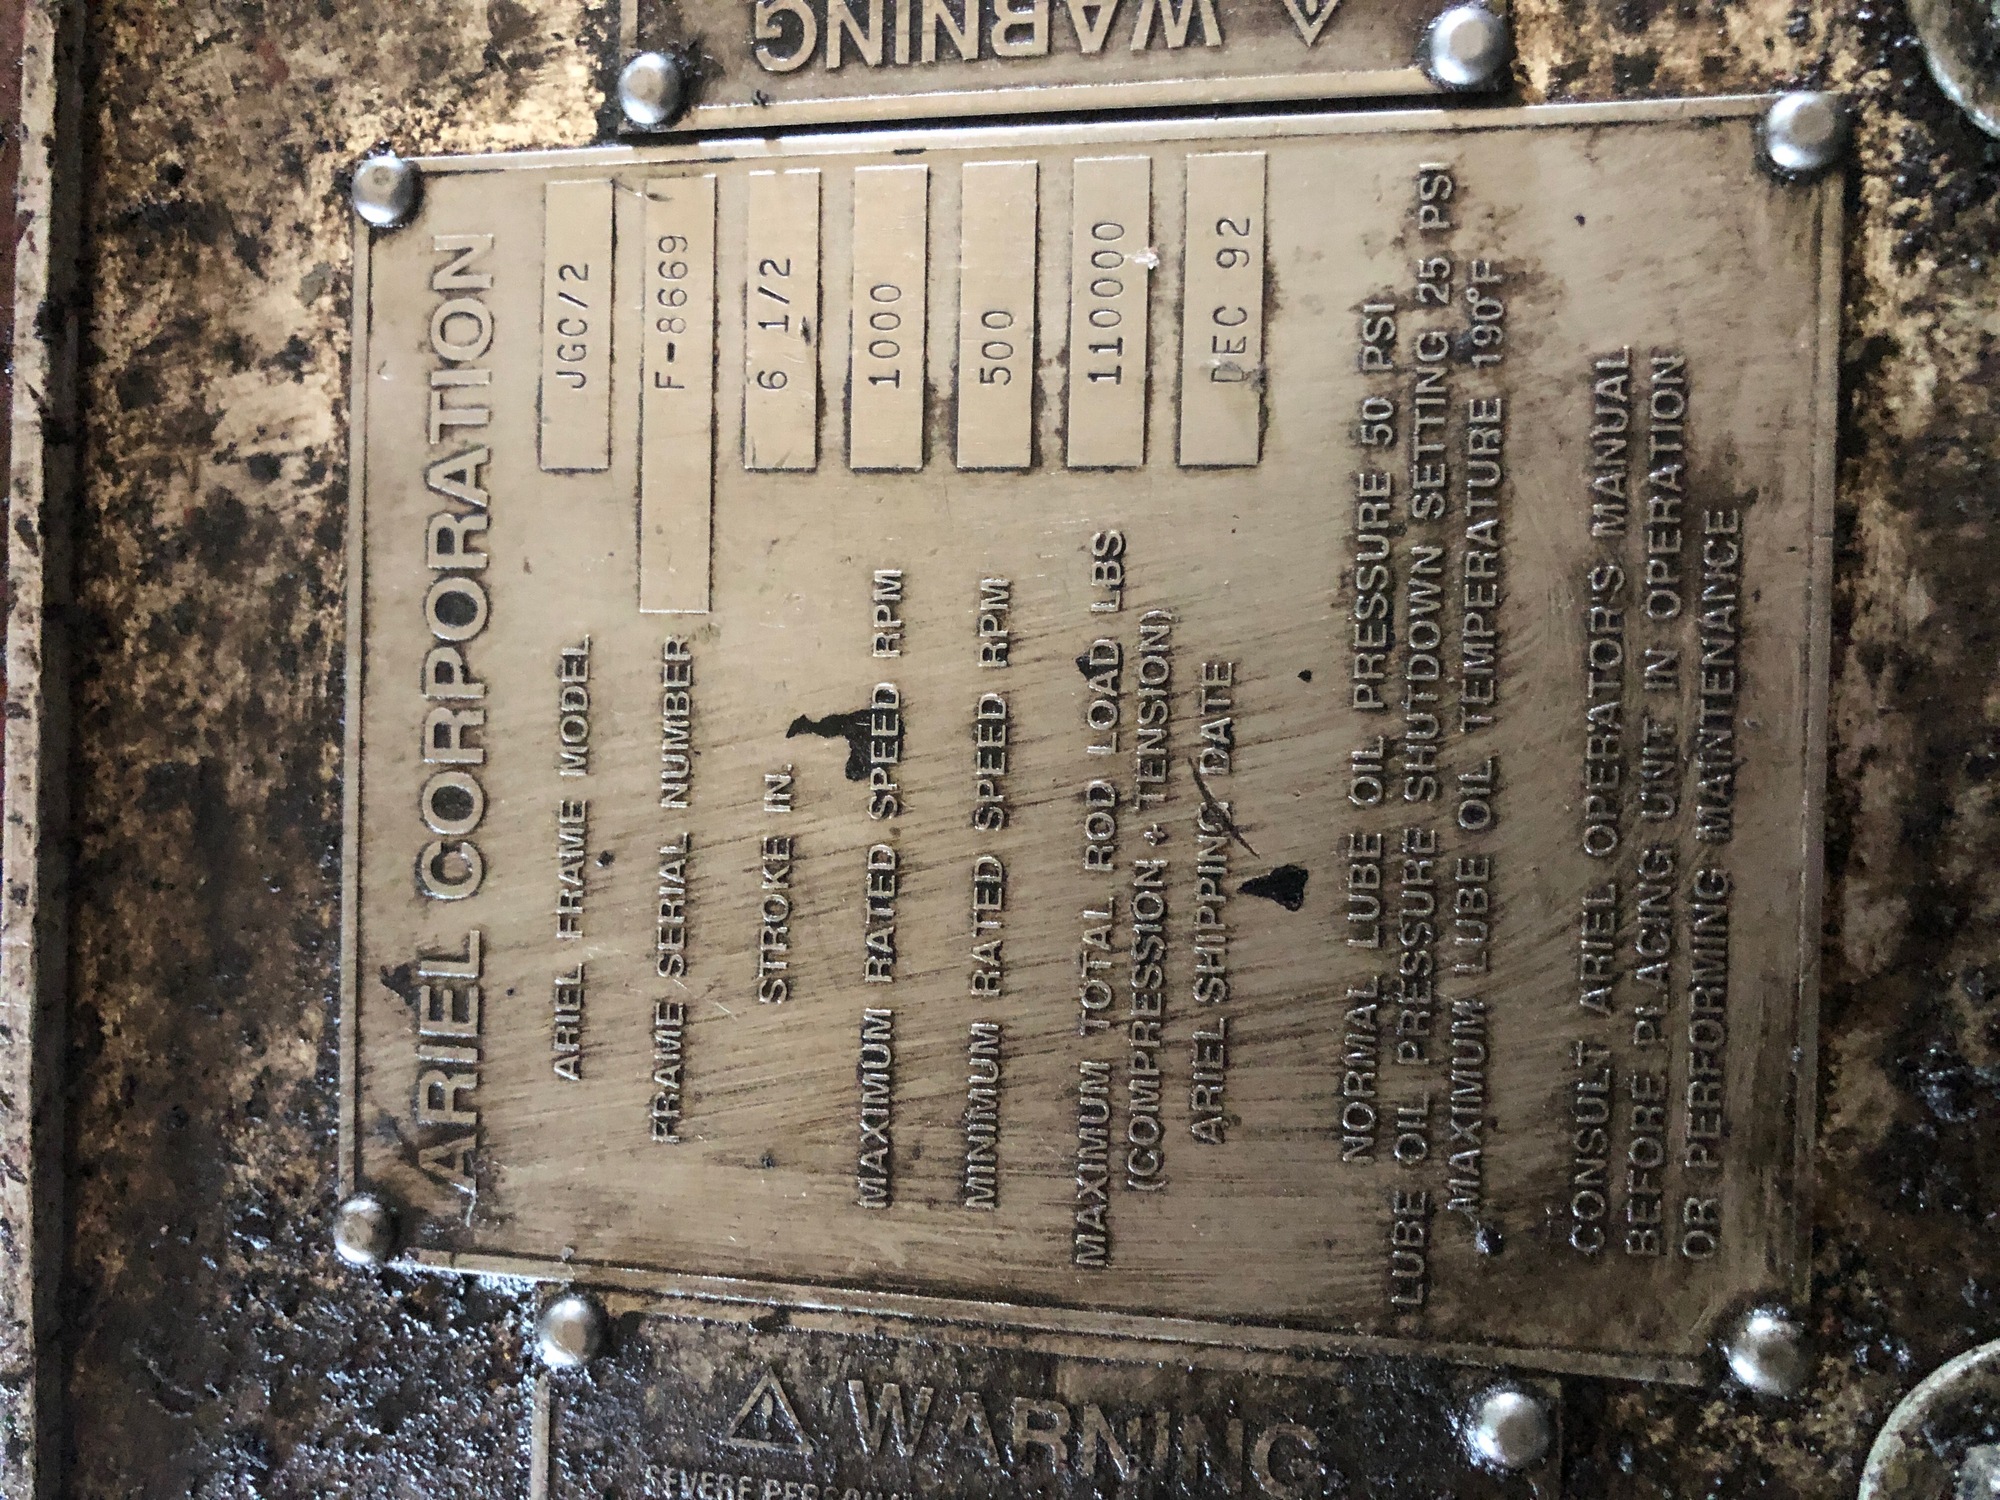 ARIEL CORPORATION
ARIEL FRAME MODEL JGC/2
FRAME SERIAL NUMBER F-8669
STROKE IN. 6 1/2
MAXIMUM RATED SPEED RPM 1000
MINIMUM RATED SPEED RPM 500
MAXIMUM TOTAL ROD LOAD LBS 110000
(COMPRESSION + TENSION)
ARIEL SHIPPING DATE DEC 92
NORMAL LUBE OIL PRESSURE 50 PSI
LUBE OIL PRESSURE SHUTDOWN SETTING 25 PSI
MAXIMUM LUBE OIL TEMPERATURE 190°F
CONSULT ARIEL OPERATOR'S MANUAL
BEFORE PLACING UNIT IN OPERATION
OR PERFORMING MAINTENANCE
WARNING
WARNING
SEVERE